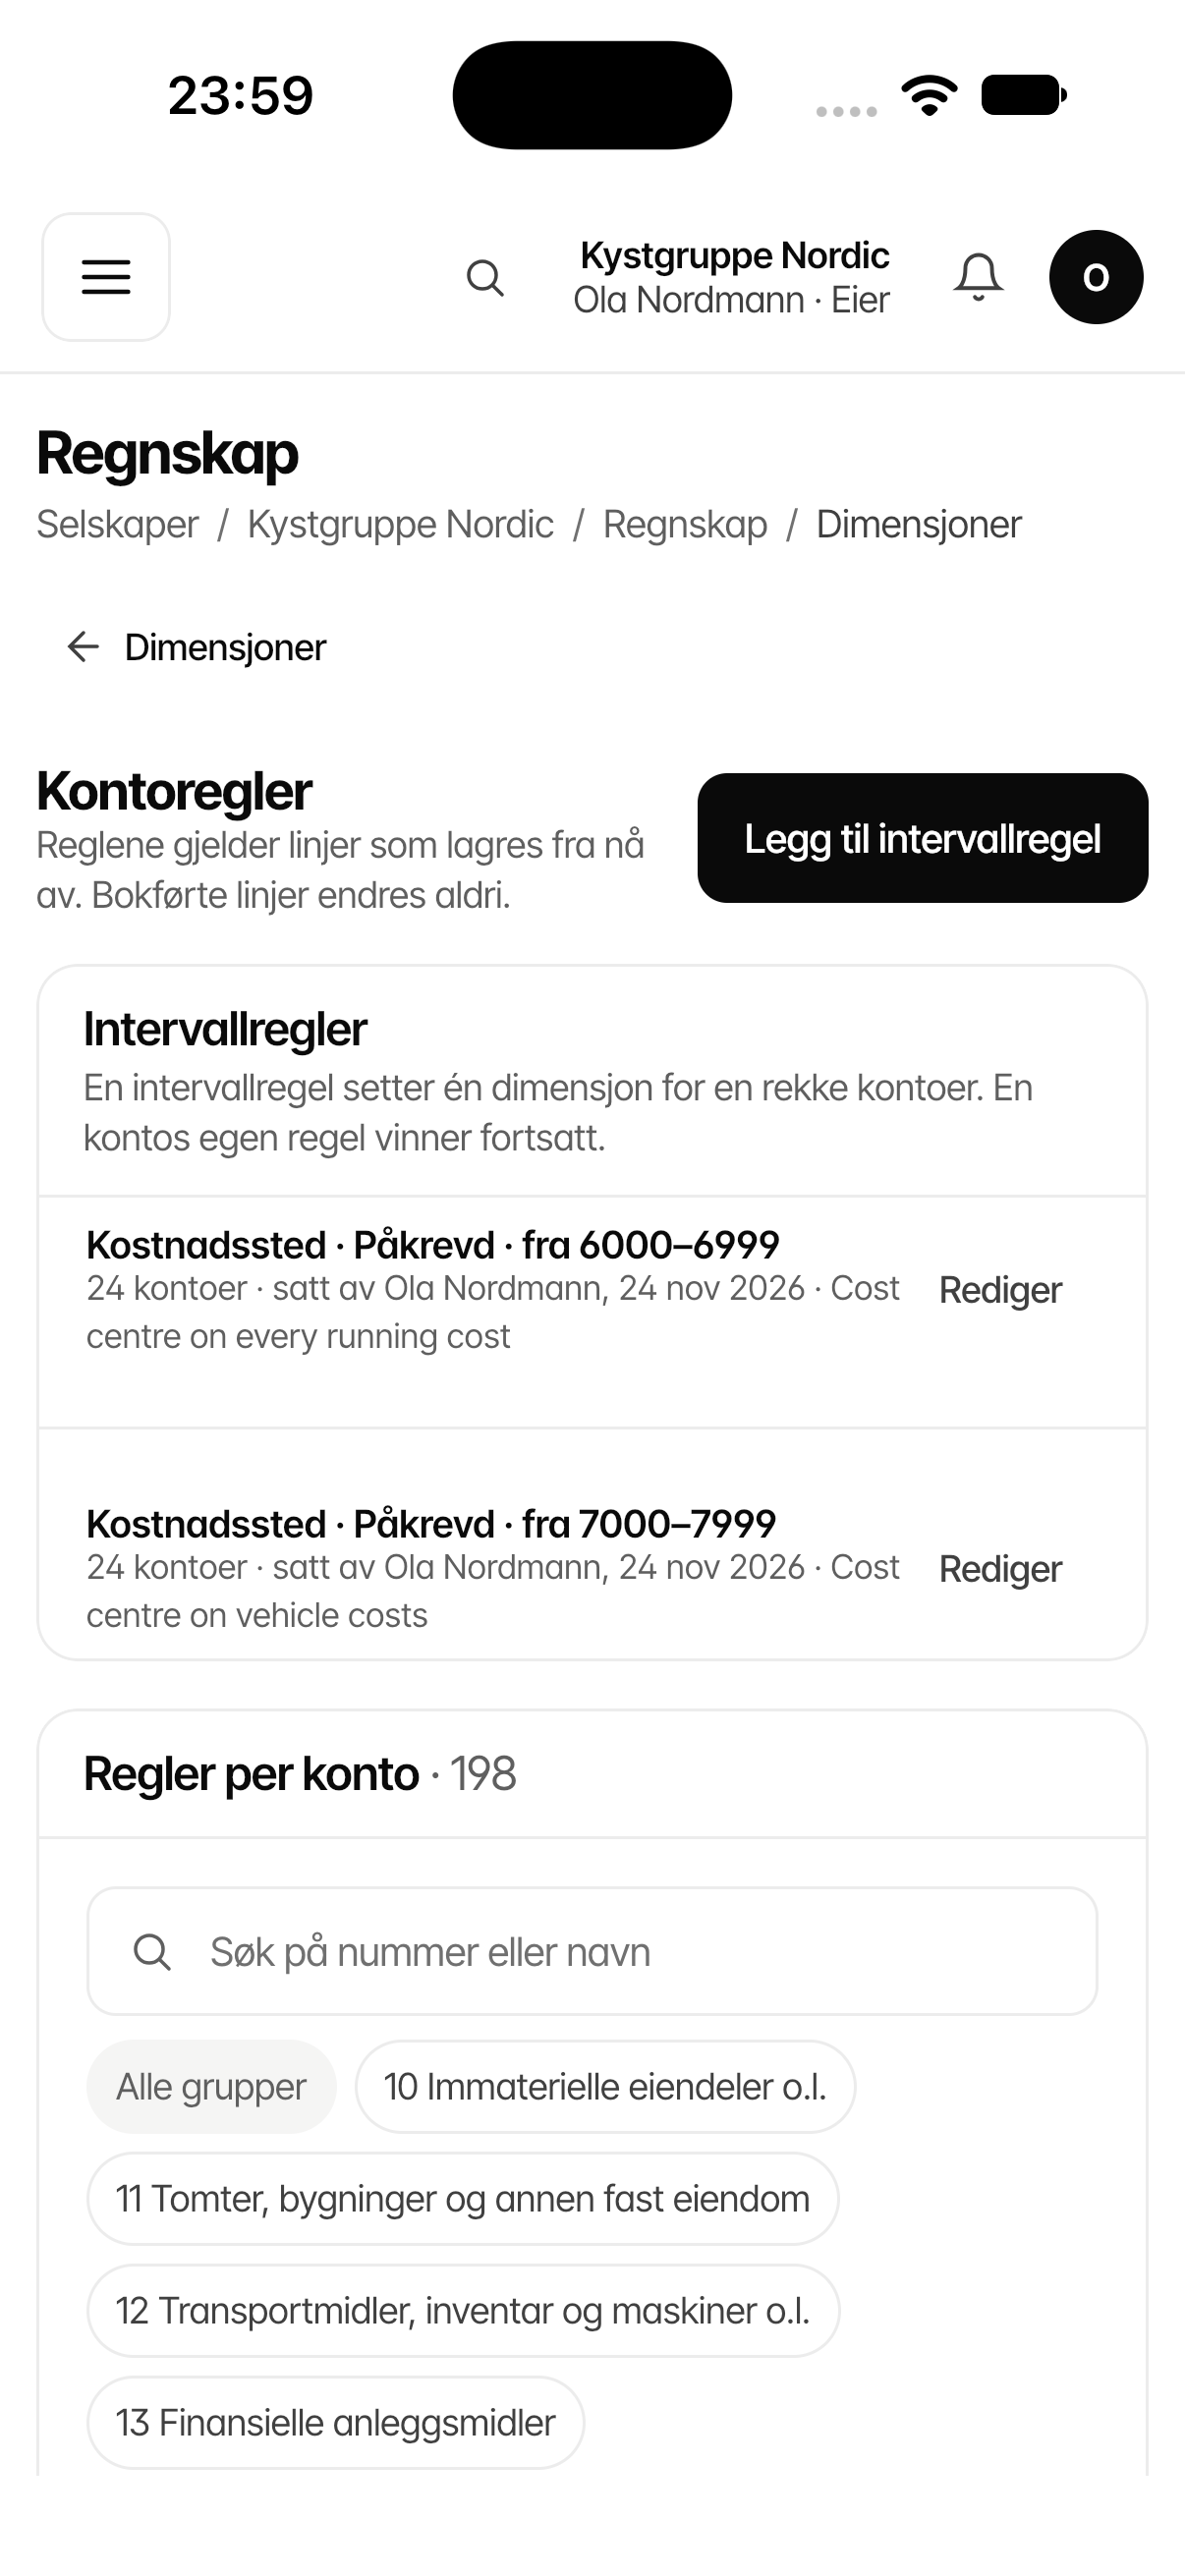 23:59
Kystgruppe Nordic
Ola Nordmann · Eier
O
Regnskap
Selskaper / Kystgruppe Nordic / Regnskap / Dimensjoner
Dimensjoner
Kontoregler
Reglene gjelder linjer som lagres fra nå
av. Bokførte linjer endres aldri.
Legg til intervallregel
Intervallregler
En intervallregel setter én dimensjon for en rekke kontoer. En
kontos egen regel vinner fortsatt.
Kostnadssted · Påkrevd · fra 6000–6999
24 kontoer · satt av Ola Nordmann, 24 nov 2026 · Cost
centre on every running cost
Rediger
Kostnadssted · Påkrevd · fra 7000–7999
24 kontoer · satt av Ola Nordmann, 24 nov 2026 · Cost
centre on vehicle costs
Rediger
Regler per konto · 198
Søk på nummer eller navn
Alle grupper
10 Immaterielle eiendeler o.l.
11 Tomter, bygninger og annen fast eiendom
12 Transportmidler, inventar og maskiner o.l.
13 Finansielle anleggsmidler